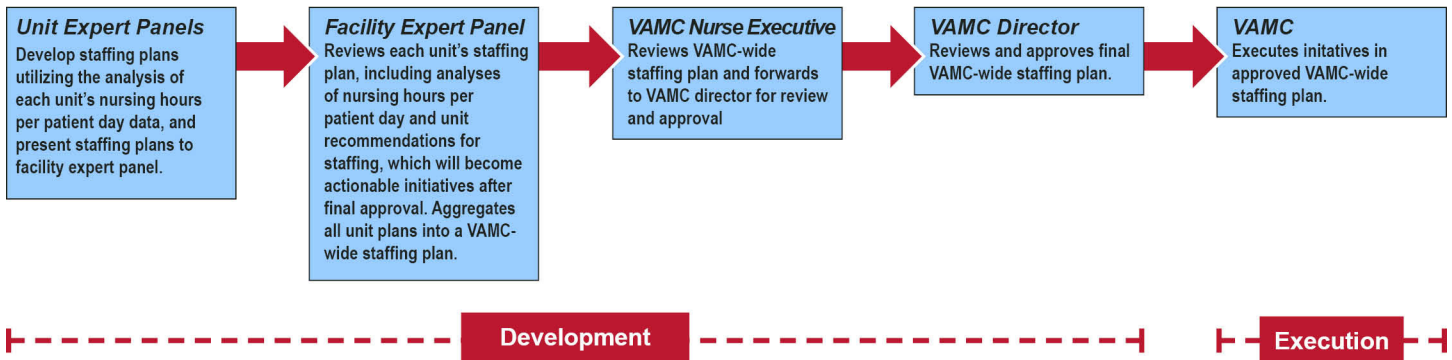 Unit Expert Panels
Develop staffing plans
utilizing the analysis of
each unit's nursing hours
per patient day data, and
present staffing plans to
facility expert panel.
Facility Expert Panel
Reviews each unit's staffing
plan, including analyses
of nursing hours per
patient day and unit
recommendations for
staffing, which will become
actionable initiatives after
final approval. Aggregates
all unit plans into a VAMC-
wide staffing plan.
VAMC Nurse Executive
Reviews VAMC-wide
staffing plan and forwards
to VAMC director for review
and approval
VAMC Director
Reviews and approves final
VAMC-wide staffing plan.
VAMC
Executes initatives in
approved VAMC-wide
staffing plan.
Development
Execution